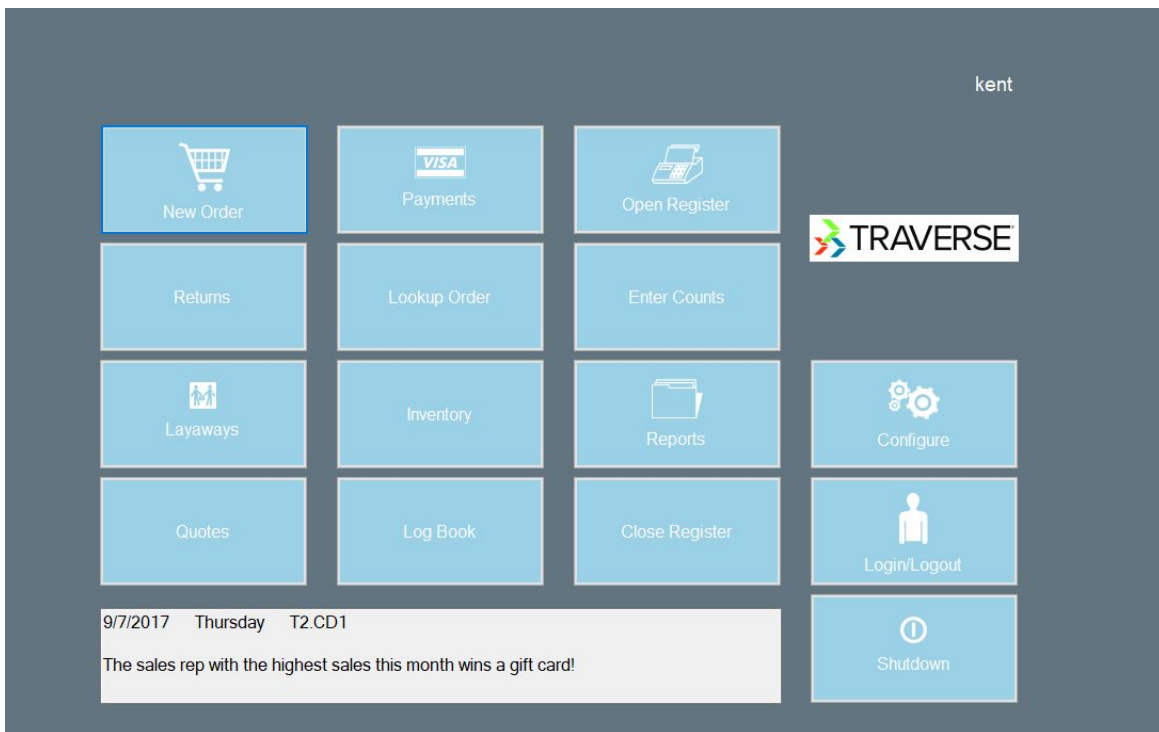 kent
New Order
VISA
Payments
Open Register
TRAVERSE
Returns
Lookup Order
Enter Counts
Layaways
Inventory
Reports
Configure
Quotes
Log Book
Close Register
Login/Logout
9/7/2017 Thursday T2.CD1
The sales rep with the highest sales this month wins a gift card!
Shutdown